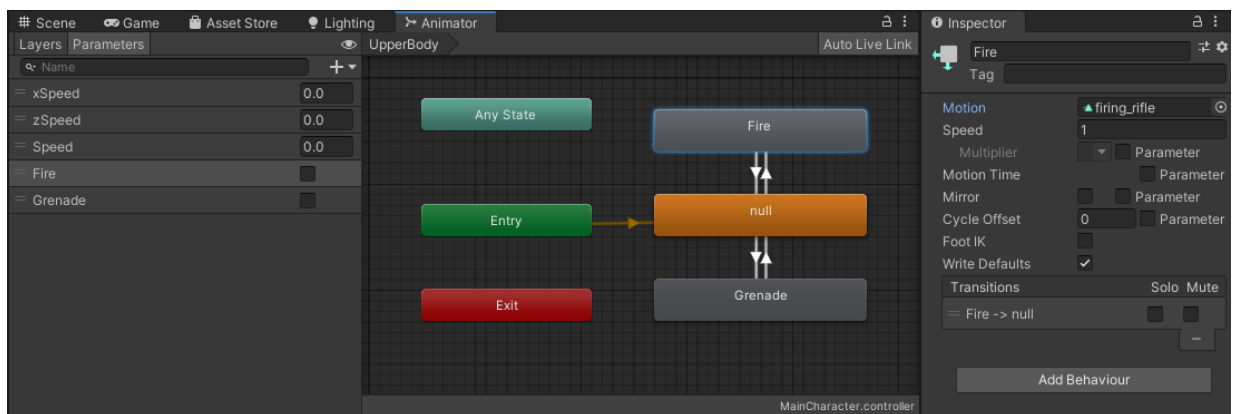 Scene Game Asset Store Lighting Animator Inspector
Layers Parameters UpperBody Auto Live Link
Name
xSpeed 0.0
zSpeed 0.0
Speed 0.0
Fire
Grenade
Any State
Fire
Entry
null
Exit
Grenade
MainCharacter.controller
Fire
Tag
Motion firing_rifle
Speed 1
Multiplier Parameter
Motion Time Parameter
Mirror Parameter
Cycle Offset 0 Parameter
Foot IK
Write Defaults
Transitions Solo Mute
Fire -> null
Add Behaviour